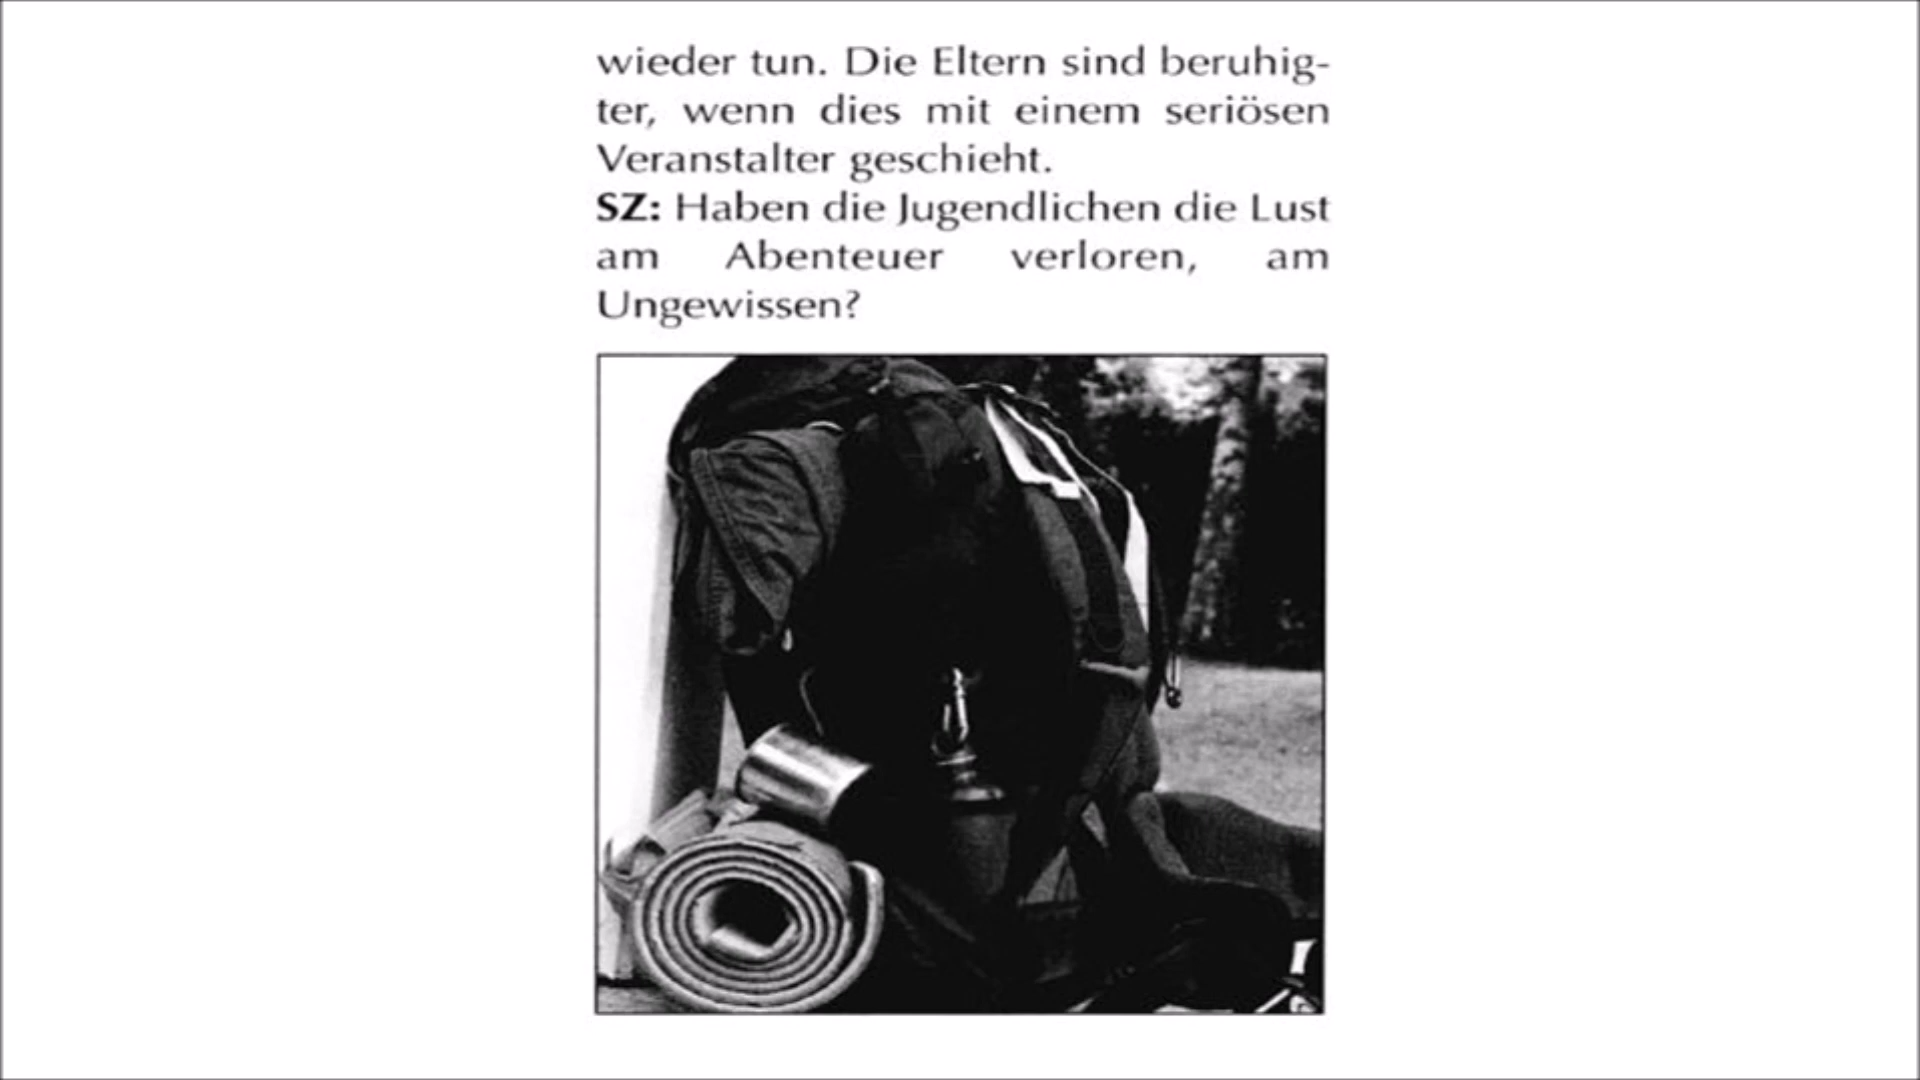 wieder tun. Die Eltern sind beruhig-
ter, wenn dies mit einem seriösen
Veranstalter geschieht.
SZ: Haben die Jugendlichen die Lust
am Abenteuer verloren, am
Ungewissen?